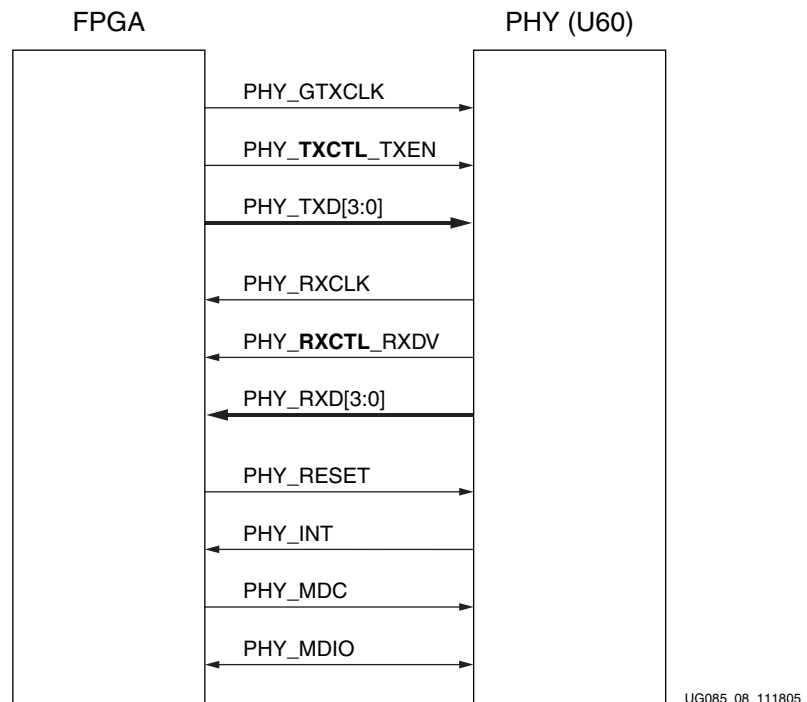 FPGA
PHY (U60)
PHY_GTXCLK
PHY_TXCTL_TXEN
PHY_TXD[3:0]
PHY_RXCLK
PHY_RXCTL_RXDV
PHY_RXD[3:0]
PHY_RESET
PHY_INT
PHY_MDC
PHY_MDIO
UG085_08_111805